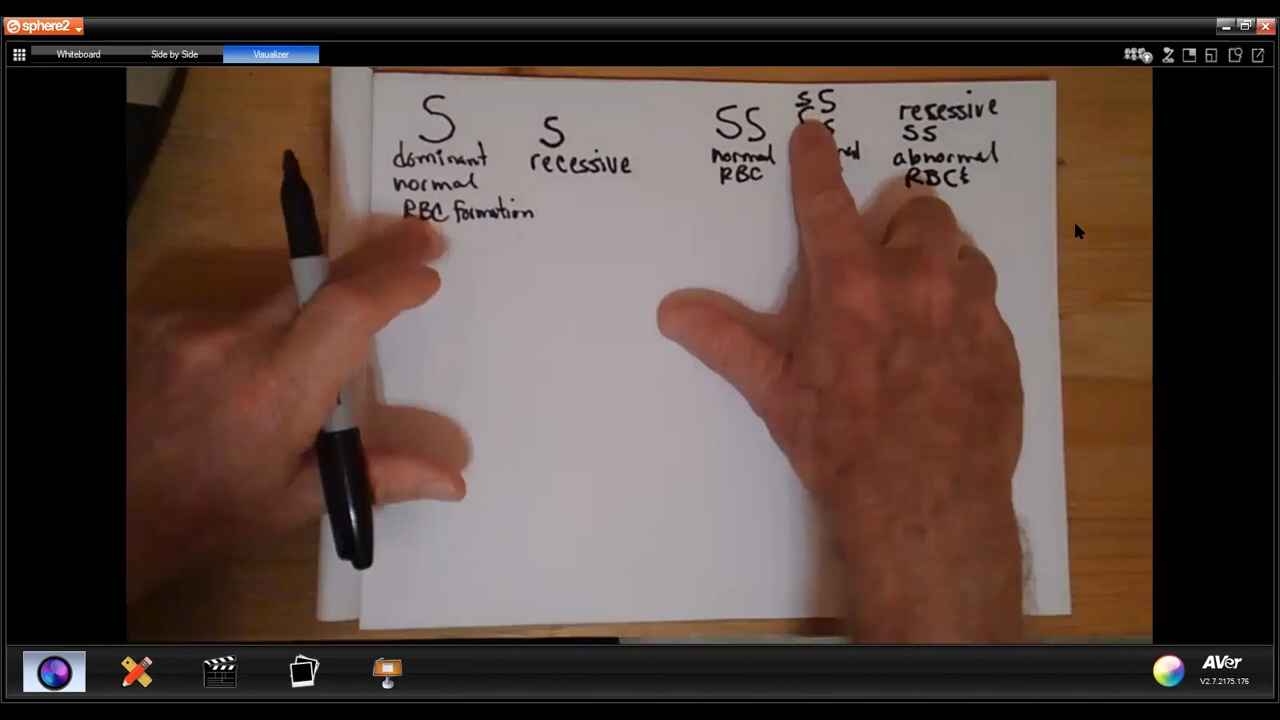 sphere2
Whiteboard
Side by Side
Visualizer
S
dominant
normal
RBC formation
s
recessive
SS
normal
RBC
sS
resessive
ss
abnormal
RBCs
AVer
V2.7.2175.176